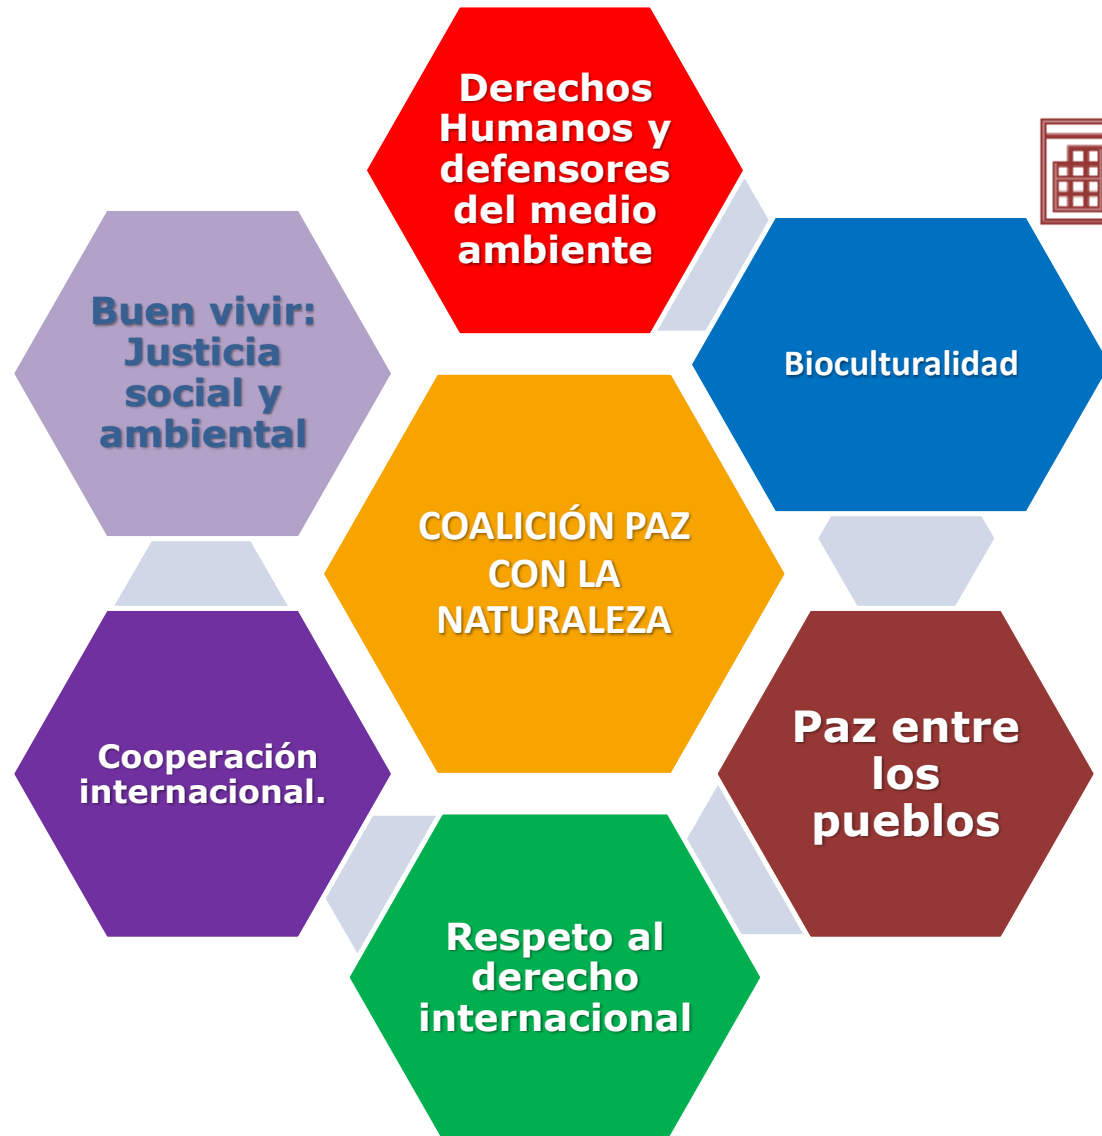 Derechos
Humanos y
defensores
del medio
ambiente
Bioculturalidad
Paz entre
los
pueblos
Respeto al
derecho
internacional
Cooperación
internacional.
Buen vivir:
Justicia
social y
ambiental
COALICIÓN PAZ
CON LA
NATURALEZA